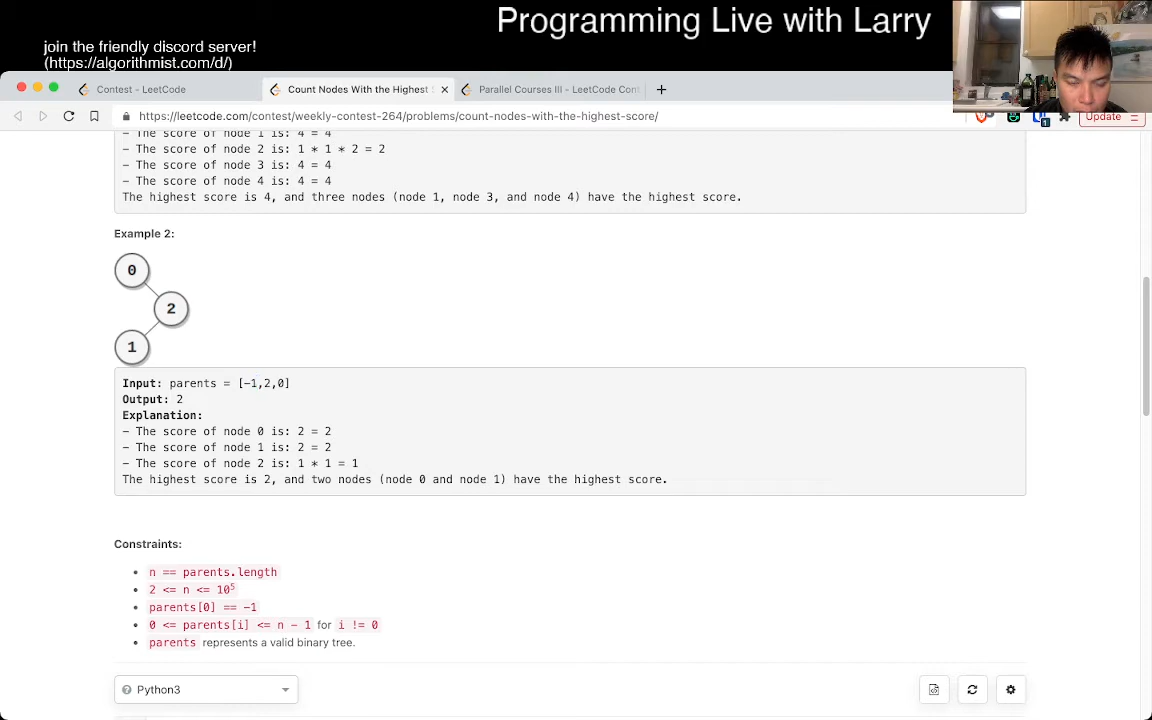 Programming Live with Larry
join the friendly discord server!
(https://algorithmist.com/d/)
Contest - LeetCode
Count Nodes With the Highest
Parallel Courses III - LeetCode Con
https://leetcode.com/contest/weekly-contest-264/problems/count-nodes-with-the-highest-score/
1
Update
- The score of node 1 is: 4 = 4
- The score of node 2 is: 1 * 1 * 2 = 2
- The score of node 3 is: 4 = 4
- The score of node 4 is: 4 = 4
The highest score is 4, and three nodes (node 1, node 3, and node 4) have the highest score.
Example 2:
0
2
1
Input: parents = [-1,2,0]
Output: 2
Explanation:
- The score of node 0 is: 2 = 2
- The score of node 1 is: 2 = 2
- The score of node 2 is: 1 * 1 = 1
The highest score is 2, and two nodes (node 0 and node 1) have the highest score.
Constraints:
• n == parents.length
• 2 <= n <= 10⁵
• parents[0] == -1
• 0 <= parents[i] <= n - 1 for i != 0
• parents represents a valid binary tree.
Python3